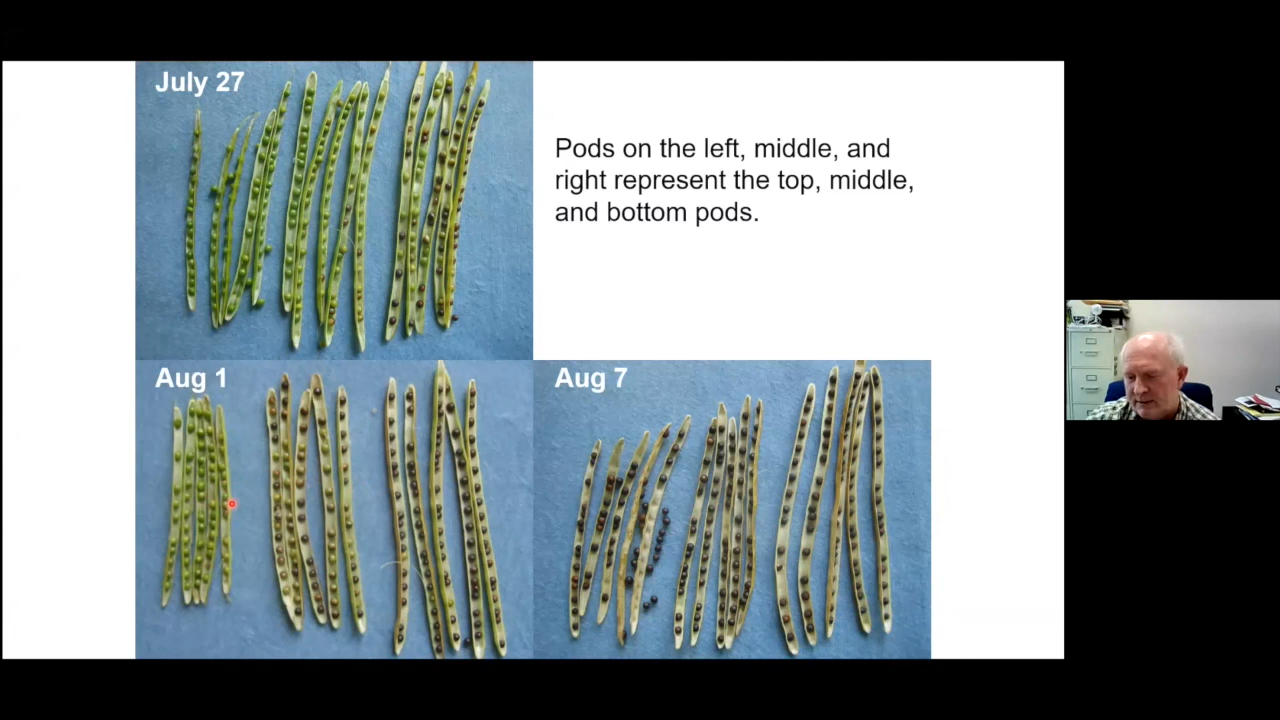 July 27
Pods on the left, middle, and
right represent the top, middle,
and bottom pods.
Aug 1
Aug 7